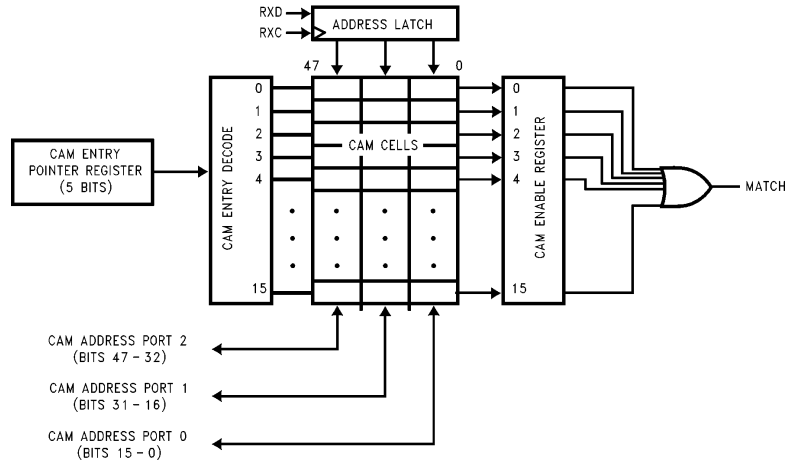 RXD
RXC
ADDRESS LATCH
47
0
CAM ENTRY
POINTER REGISTER
(5 BITS)
CAM ENTRY DECODE
0
1
2
3
4
15
CAM CELLS
0
1
2
3
4
15
CAM ENABLE REGISTER
MATCH
CAM ADDRESS PORT 2
(BITS 47 – 32)
CAM ADDRESS PORT 1
(BITS 31 – 16)
CAM ADDRESS PORT 0
(BITS 15 – 0)